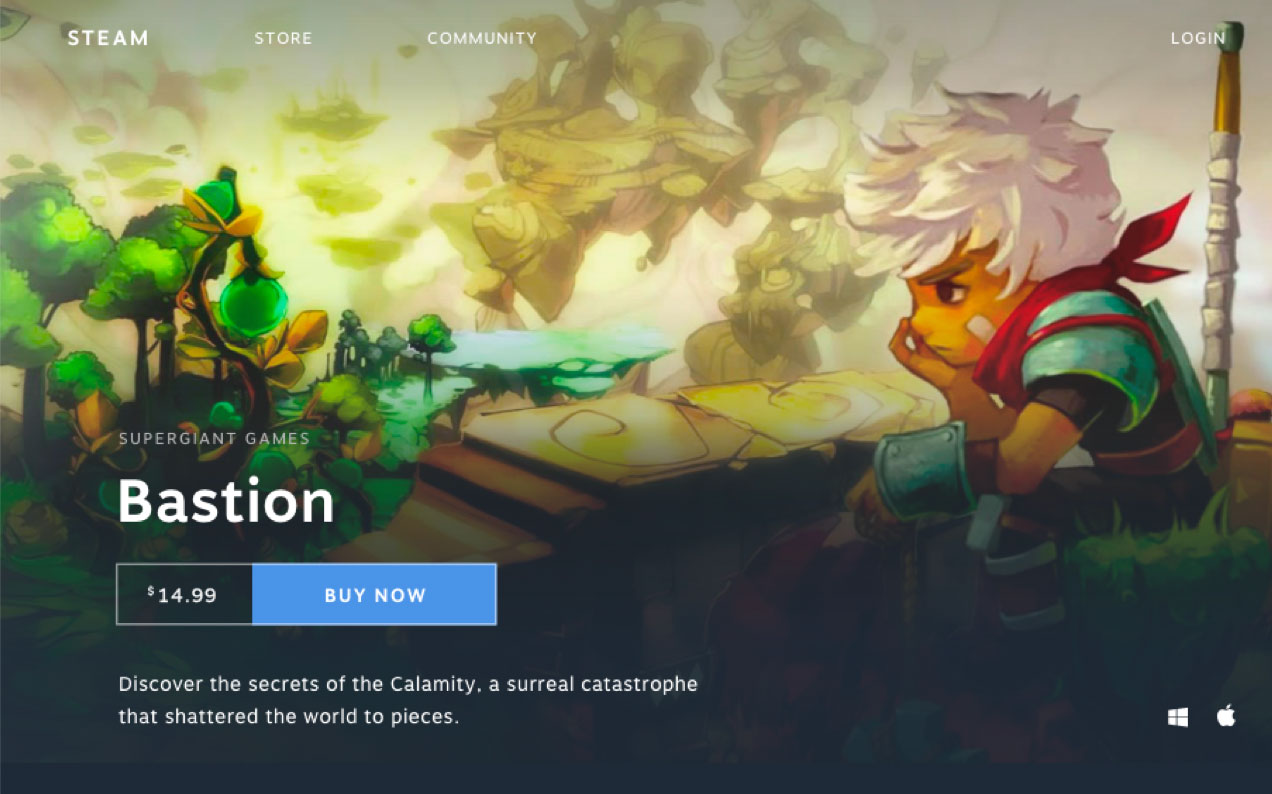 STEAM STORE COMMUNITY LOGIN
SUPERGIANT GAMES
Bastion
$14.99 BUY NOW
Discover the secrets of the Calamity, a surreal catastrophe
that shattered the world to pieces.